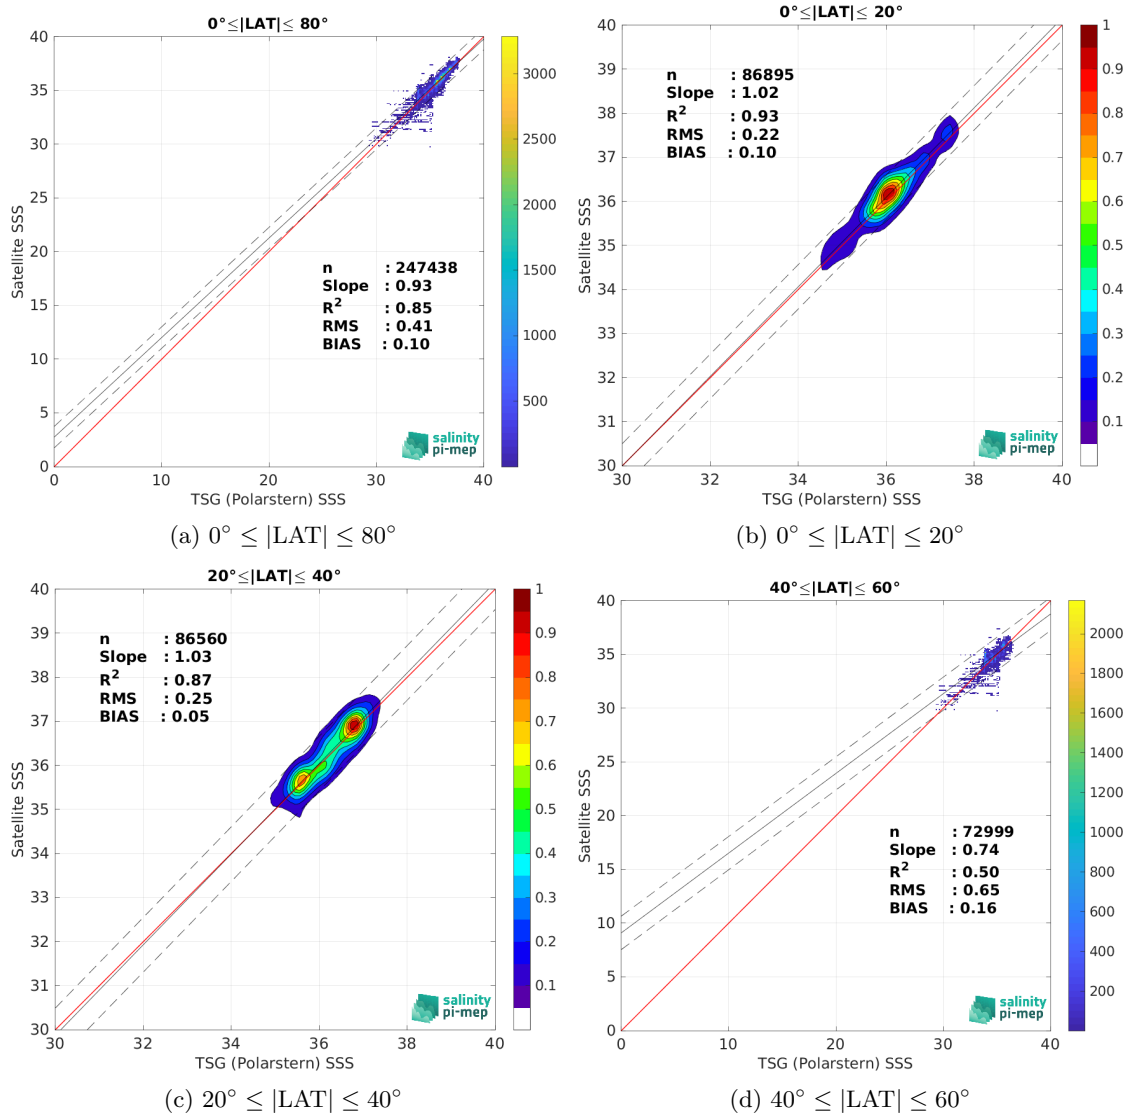 0°≤|LAT|≤ 80°
40
35
30
25
20
15
10
5
0
0
10
20
30
40
Satellite SSS
TSG (Polarstern) SSS
n : 247438
Slope : 0.93
R² : 0.85
RMS : 0.41
BIAS : 0.10
salinity
pi-mep
3000
2500
2000
1500
1000
500
(a) 0° ≤ |LAT| ≤ 80°
0°≤|LAT|≤ 20°
40
39
38
37
36
35
34
33
32
31
30
30
32
34
36
38
40
Satellite SSS
TSG (Polarstern) SSS
n : 86895
Slope : 1.02
R² : 0.93
RMS : 0.22
BIAS : 0.10
salinity
pi-mep
1
0.9
0.8
0.7
0.6
0.5
0.4
0.3
0.2
0.1
(b) 0° ≤ |LAT| ≤ 20°
20°≤|LAT|≤ 40°
40
39
38
37
36
35
34
33
32
31
30
30
32
34
36
38
40
Satellite SSS
TSG (Polarstern) SSS
n : 86560
Slope : 1.03
R² : 0.87
RMS : 0.25
BIAS : 0.05
salinity
pi-mep
1
0.9
0.8
0.7
0.6
0.5
0.4
0.3
0.2
0.1
(c) 20° ≤ |LAT| ≤ 40°
40°≤|LAT|≤ 60°
40
35
30
25
20
15
10
5
0
0
10
20
30
40
Satellite SSS
TSG (Polarstern) SSS
n : 72999
Slope : 0.74
R² : 0.50
RMS : 0.65
BIAS : 0.16
salinity
pi-mep
2000
1800
1600
1400
1200
1000
800
600
400
200
(d) 40° ≤ |LAT| ≤ 60°